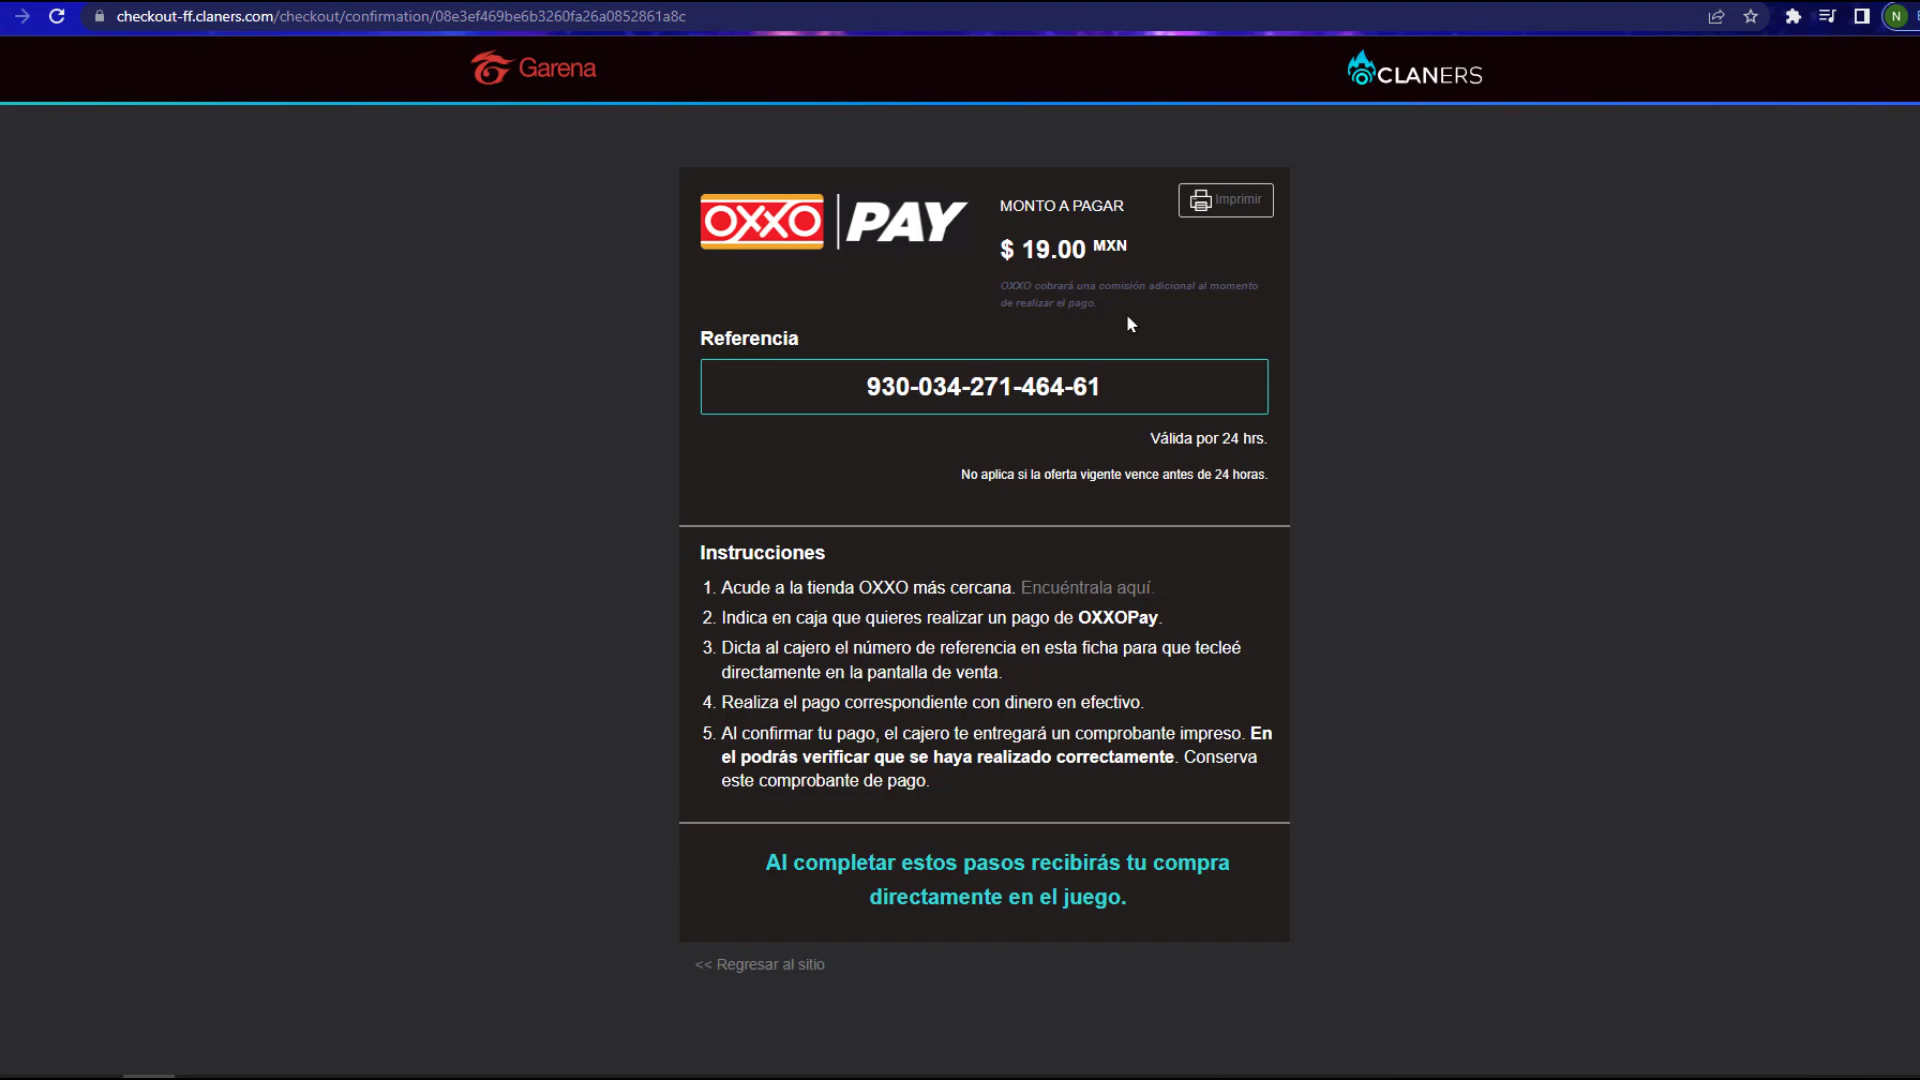 checkout-ff.claners.com/checkout/confirmation/08e3ef469be6b3260fa26a0852861a8c
N
Garena
CLANERS
OXXO PAY
MONTO A PAGAR
Imprimir
$ 19.00 MXN
OXXO cobrará una comisión adicional al momento
de realizar el pago.
Referencia
930-034-271-464-61
Válida por 24 hrs.
No aplica si la oferta vigente vence antes de 24 horas.
Instrucciones
1. Acude a la tienda OXXO más cercana. Encuéntrala aquí.
2. Indica en caja que quieres realizar un pago de OXXOPay.
3. Dicta al cajero el número de referencia en esta ficha para que tecleé
directamente en la pantalla de venta.
4. Realiza el pago correspondiente con dinero en efectivo.
5. Al confirmar tu pago, el cajero te entregará un comprobante impreso. En
el podrás verificar que se haya realizado correctamente. Conserva
este comprobante de pago.
Al completar estos pasos recibirás tu compra
directamente en el juego.
<< Regresar al sitio